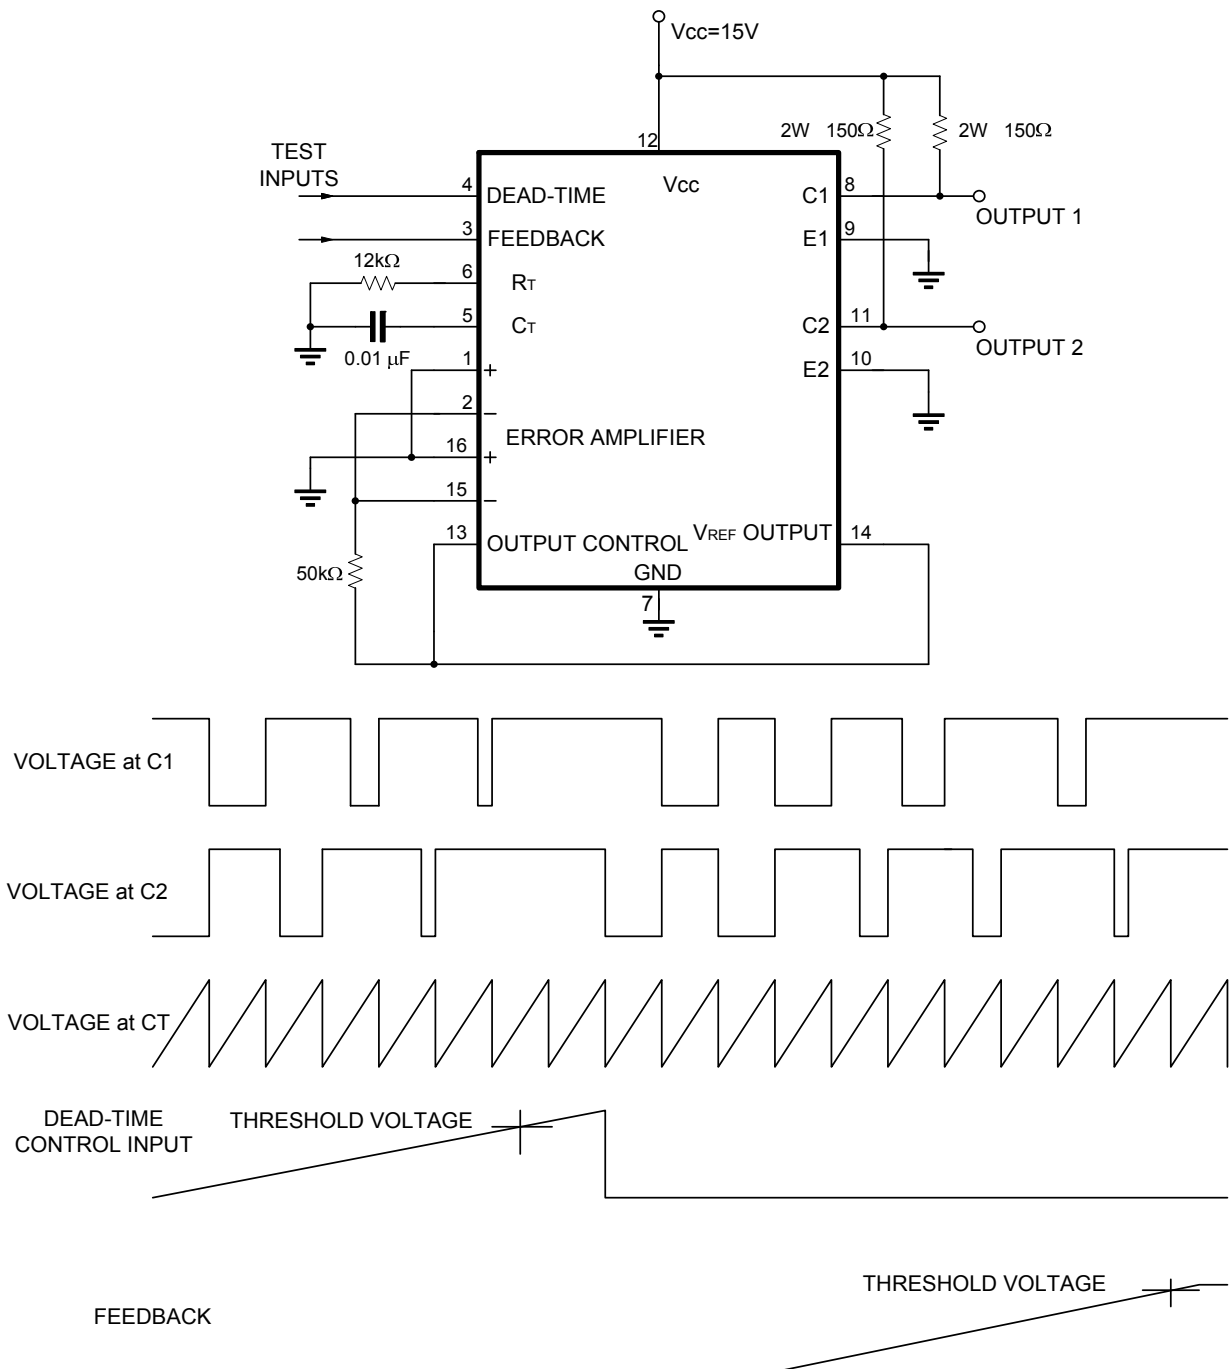 Vcc=15V
2W 150Ω
2W 150Ω
12
TEST
INPUTS
Vcc
4
DEAD-TIME
C1
8
OUTPUT 1
3
FEEDBACK
E1
9
12kΩ
6
RT
5
CT
C2
11
OUTPUT 2
0.01 μF
1
+
E2
10
2
−
ERROR AMPLIFIER
16
+
15
−
13
OUTPUT CONTROL
VREF OUTPUT
14
50kΩ
GND
7
VOLTAGE at C1
VOLTAGE at C2
VOLTAGE at CT
DEAD-TIME
CONTROL INPUT
THRESHOLD VOLTAGE
THRESHOLD VOLTAGE
FEEDBACK